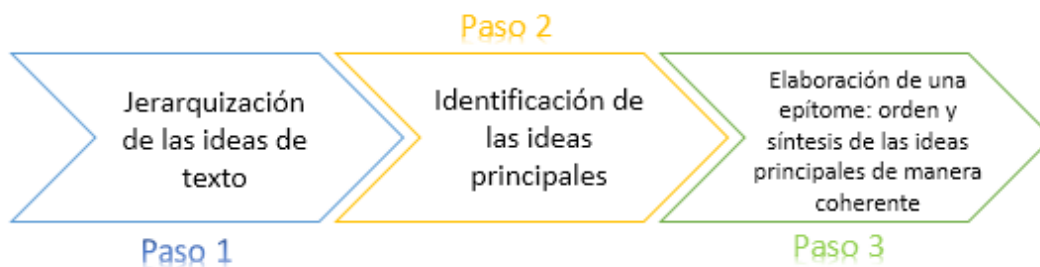 Paso 2
Jerarquización
de las ideas de
texto
Identificación de
las ideas
principales
Elaboración de una
epítome: orden y
síntesis de las ideas
principales de manera
coherente
Paso 1
Paso 3